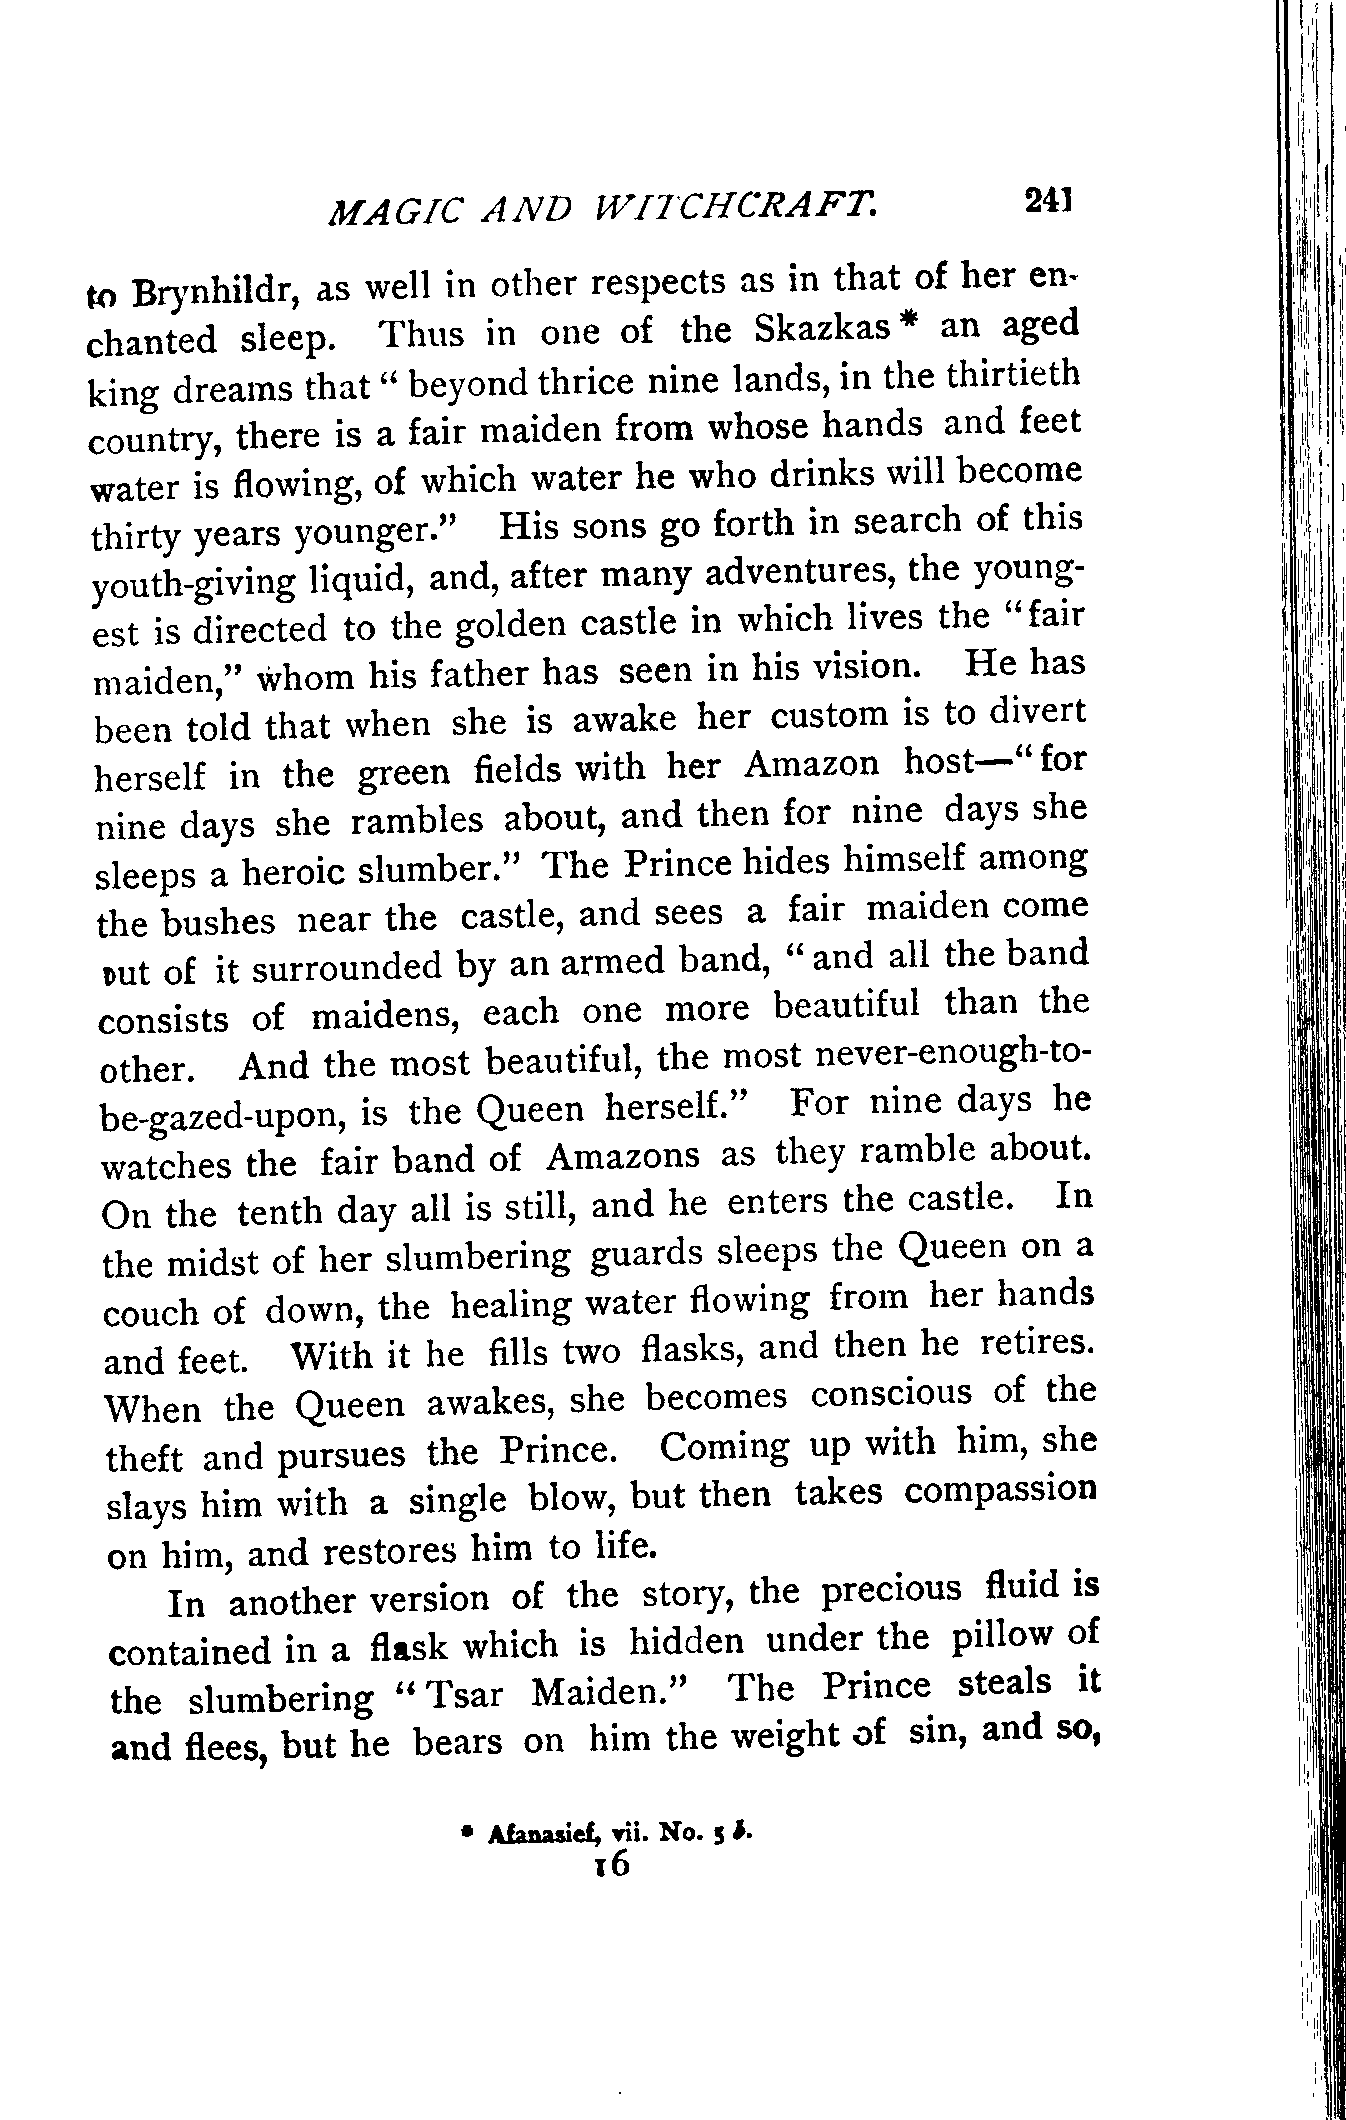 MAGIC AND WITCHCRAFT. 241
to Brynhildr, as well in other respects as in that of her en-
chanted sleep. Thus in one of the Skazkas * an aged
king dreams that “ beyond thrice nine lands, in the thirtieth
country, there is a fair maiden from whose hands and feet
water is flowing, of which water he who drinks will become
thirty years younger.” His sons go forth in search of this
youth-giving liquid, and, after many adventures, the young-
est is directed to the golden castle in which lives the “fair
maiden,” whom his father has seen in his vision. He has
been told that when she is awake her custom is to divert
herself in the green fields with her Amazon host—“for
nine days she rambles about, and then for nine days she
sleeps a heroic slumber.” The Prince hides himself among
the bushes near the castle, and sees a fair maiden come
out of it surrounded by an armed band, “ and all the band
consists of maidens, each one more beautiful than the
other. And the most beautiful, the most never-enough-to-
be-gazed-upon, is the Queen herself.” For nine days he
watches the fair band of Amazons as they ramble about.
On the tenth day all is still, and he enters the castle. In
the midst of her slumbering guards sleeps the Queen on a
couch of down, the healing water flowing from her hands
and feet. With it he fills two flasks, and then he retires.
When the Queen awakes, she becomes conscious of the
theft and pursues the Prince. Coming up with him, she
slays him with a single blow, but then takes compassion
on him, and restores him to life.
In another version of the story, the precious fluid is
contained in a flask which is hidden under the pillow of
the slumbering “ Tsar Maiden.” The Prince steals it
and flees, but he bears on him the weight of sin, and so,
* Afanasief, vii. No. 5 b.
16